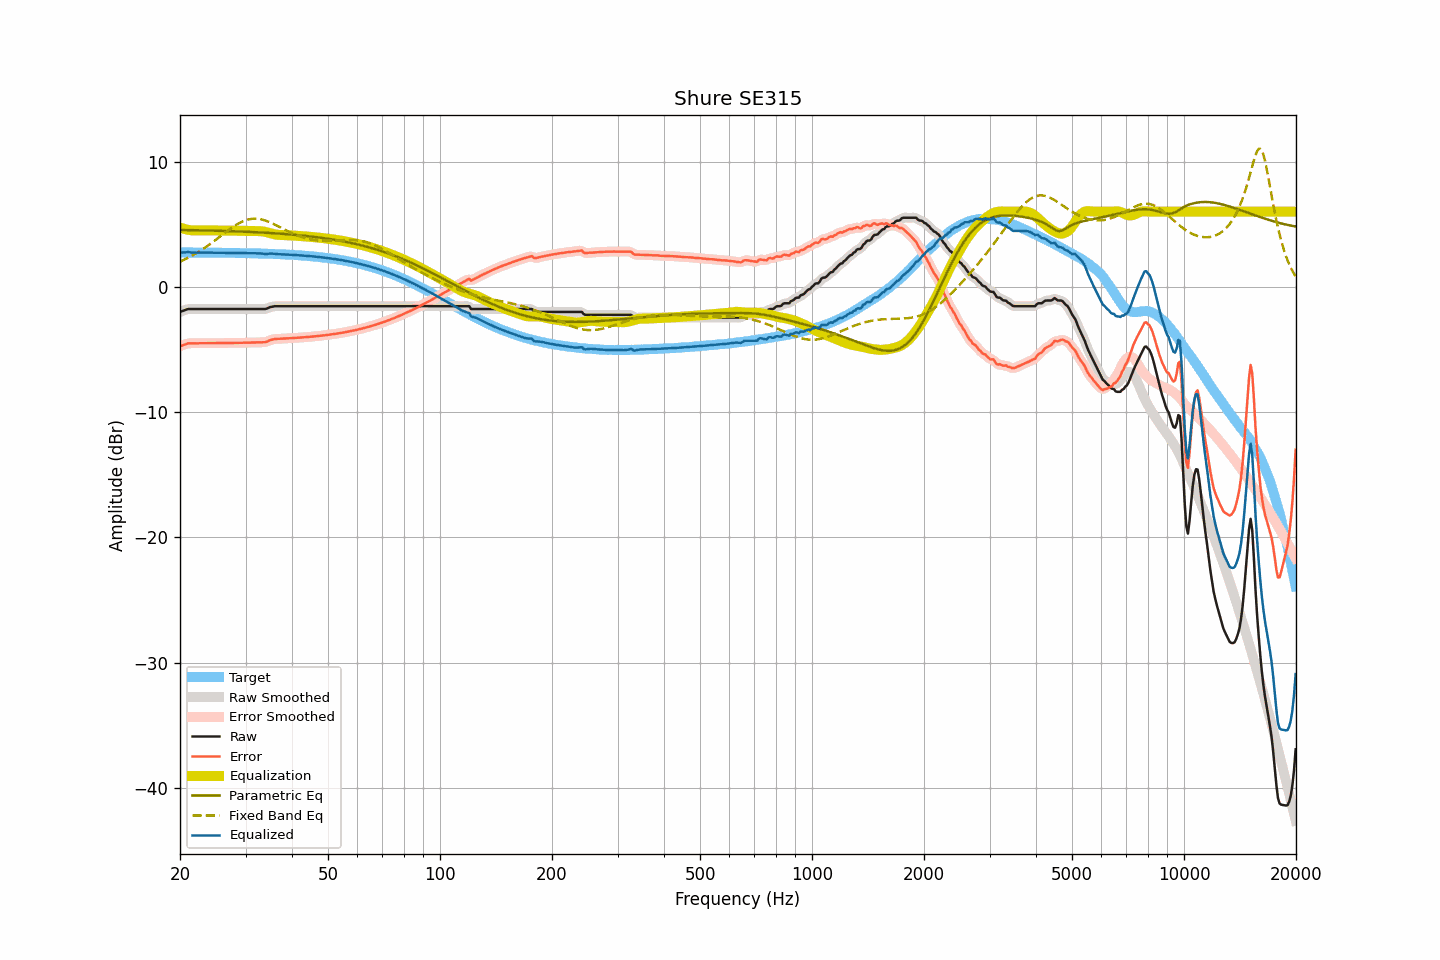 Shure SE315
Amplitude (dBr)
10
0
−10
−20
−30
−40
Target
Raw Smoothed
Error Smoothed
Raw
Error
Equalization
Parametric Eq
Fixed Band Eq
Equalized
20 50 100 200 500 1000 2000 5000 10000 20000
Frequency (Hz)